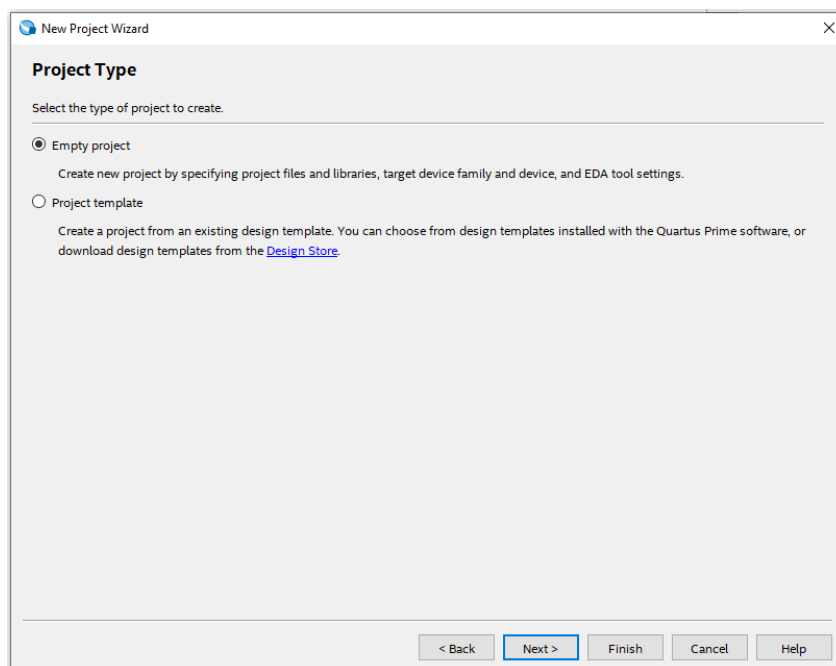 New Project Wizard
Project Type
Select the type of project to create.
Empty project
Create new project by specifying project files and libraries, target device family and device, and EDA tool settings.
Project template
Create a project from an existing design template. You can choose from design templates installed with the Quartus Prime software, or
download design templates from the Design Store.
< Back Next > Finish Cancel Help